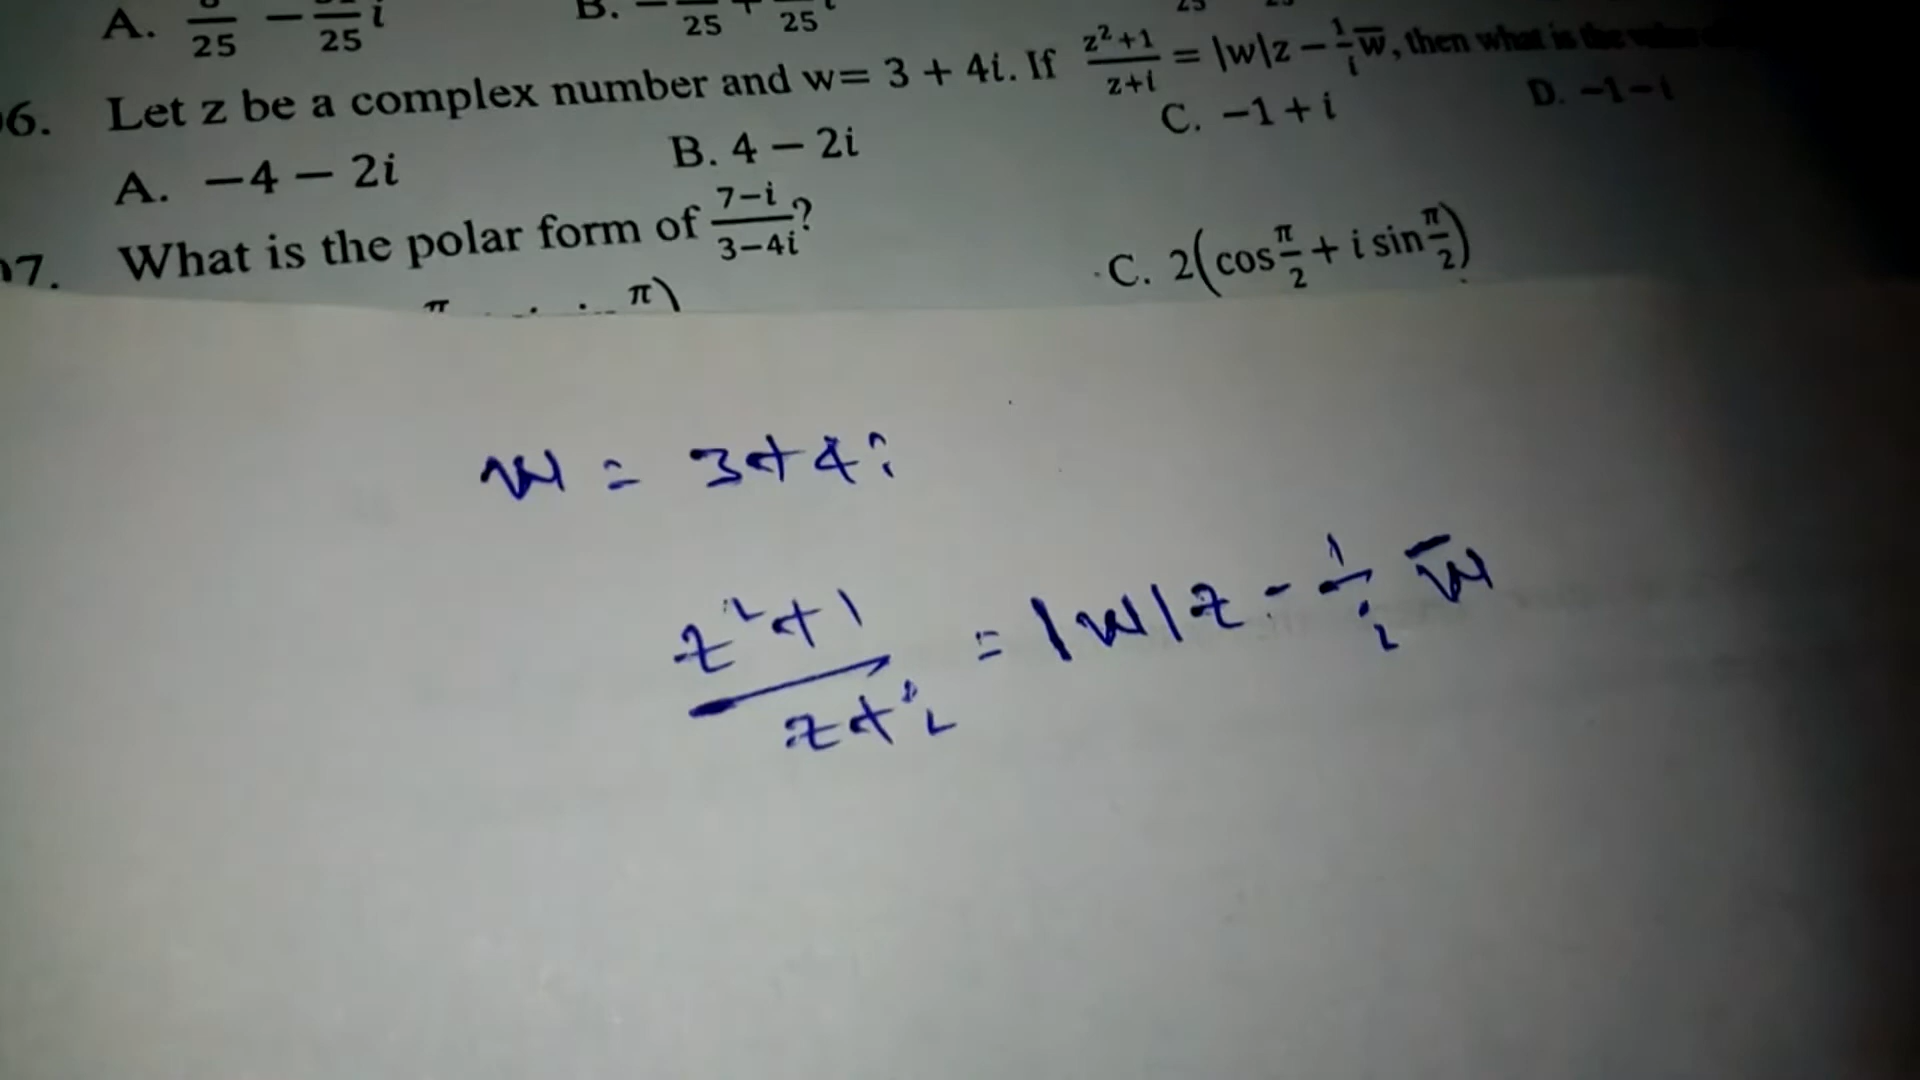 A. /25 − /25 i B. − /25 + /25 i 25
6. Let z be a complex number and w= 3 + 4i. If z²+1/z+i = |w|z − 1/i w̅, then what is the
A. −4 − 2i B. 4 − 2i C. −1 + i D. −1 − i
07. What is the polar form of 7−i/3−4i?
π π) C. 2(cos π/2 + i sin π/2)
w = 3+4i
z²+1/z+i = |w|z - 1/i w̅